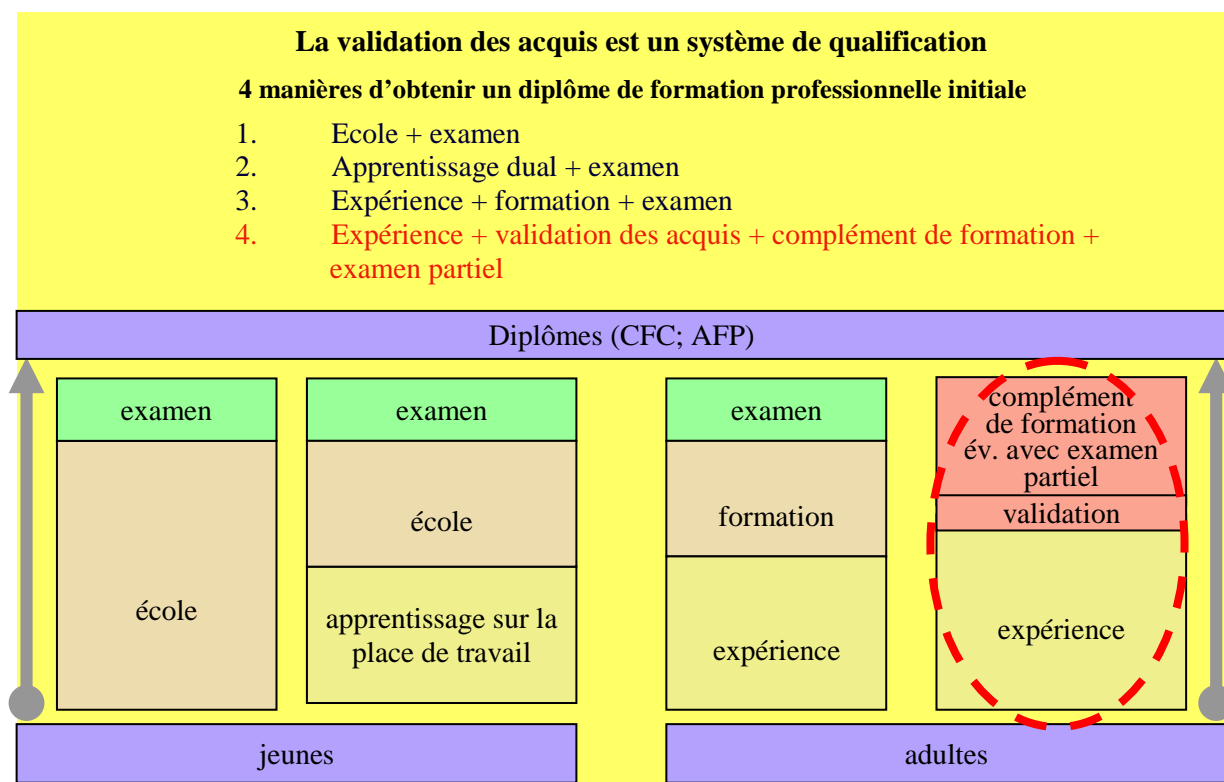 La validation des acquis est un système de qualification
4 manières d’obtenir un diplôme de formation professionnelle initiale
1. Ecole + examen
2. Apprentissage dual + examen
3. Expérience + formation + examen
4. Expérience + validation des acquis + complément de formation +
examen partiel
Diplômes (CFC; AFP)
examen
école
examen
école
apprentissage sur la
place de travail
examen
formation
expérience
complément
de formation
év. avec examen
partiel
validation
expérience
jeunes
adultes